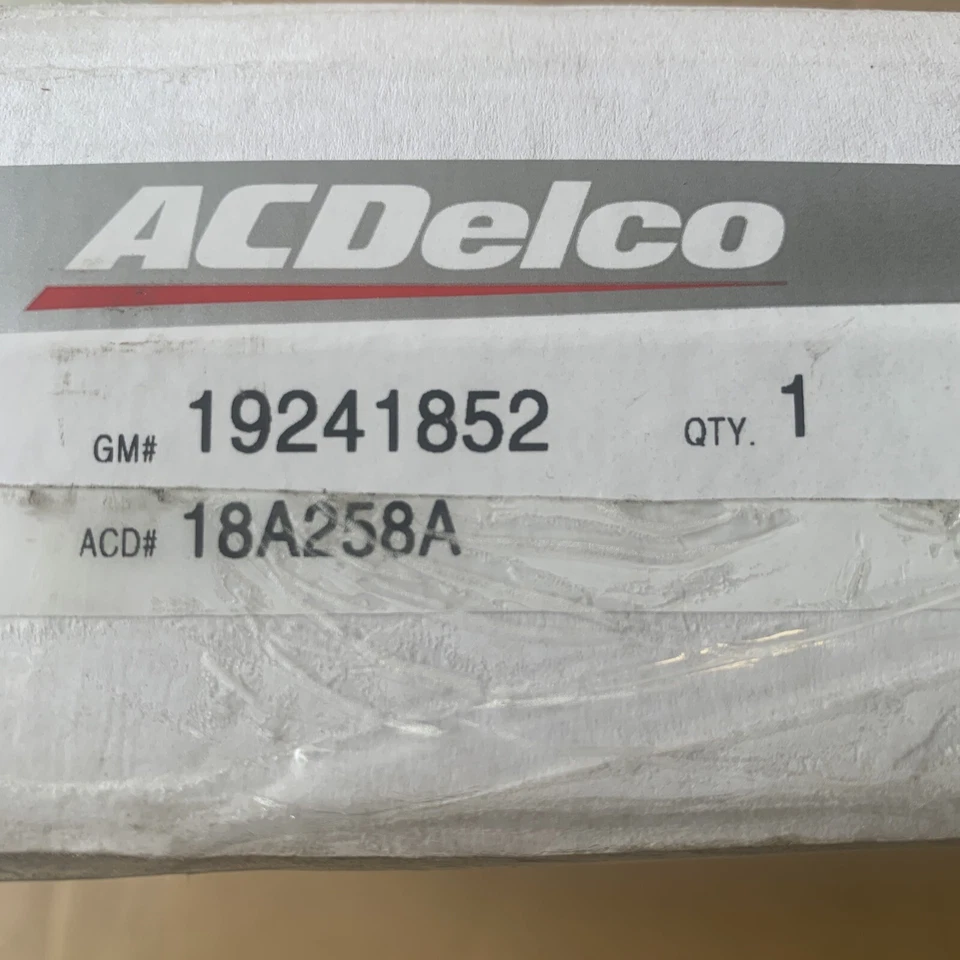 ACDelco
GM# 19241852 QTY. 1
ACD# 18A258A